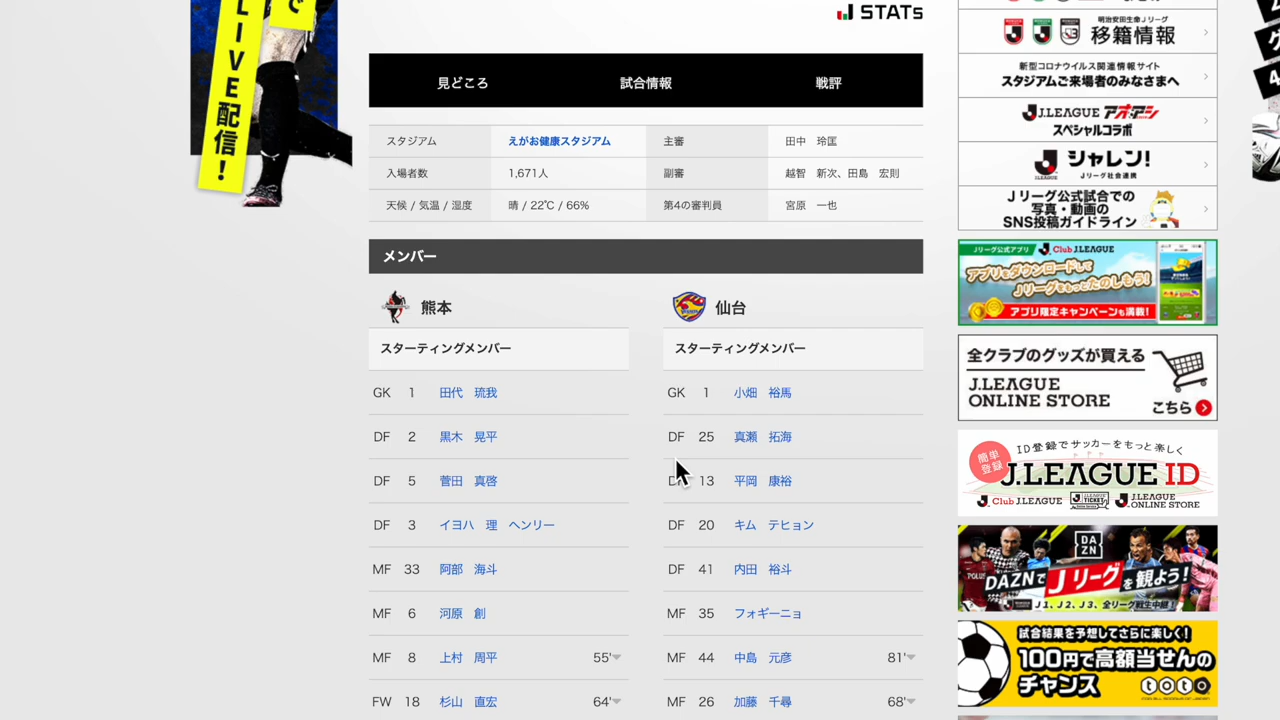 で
LIVE配信！
STATs
見どころ 試合情報 戦評
スタジアム えがお健康スタジアム 主審 田中 玲匡
入場者数 1,671人 副審 越智 新次、田島 宏則
天候 / 気温 / 湿度 晴 / 22℃ / 66% 第4の審判員 宮原 一也
メンバー
熊本
スターティングメンバー
GK 1 田代 琉我
DF 2 黒木 晃平
DF 5 菅田 真啓
DF 3 イヨハ 理 ヘンリー
MF 33 阿部 海斗
MF 6 河原 創
MF 上村 周平 55'
FW 18 杉山 直宏 64'
仙台
スターティングメンバー
GK 1 小畑 裕馬
DF 25 真瀬 拓海
DF 13 平岡 康裕
DF 20 キム テヒョン
DF 41 内田 裕斗
MF 35 フォギーニョ
MF 44 中島 元彦 81'
MF 26 加藤 千尋 68'
明治安田生命Jリーグ
移籍情報
新型コロナウイルス関連情報サイト
スタジアムご来場者のみなさまへ
J.LEAGUE アオアシ
スペシャルコラボ
シャレン！
Jリーグ社会連携
Jリーグ公式試合での
写真・動画の
SNS投稿ガイドライン
Jリーグ公式アプリ Club J.LEAGUE
アプリをダウンロードして
Jリーグをもっとたのしもう！
アプリ限定キャンペーンも満載！
全クラブのグッズが買える
J.LEAGUE
ONLINE STORE
こちら
ID登録でサッカーをもっと楽しく
簡単
登録
J.LEAGUE ID
Club J.LEAGUE J.LEAGUE TICKET J.LEAGUE ONLINE STORE
DAZN
DAZNでJリーグを観よう！
J1、J2、J3、全リーグ戦生中継！
試合結果を予想してさらに楽しく！
100円で高額当せんの
チャンス
toto